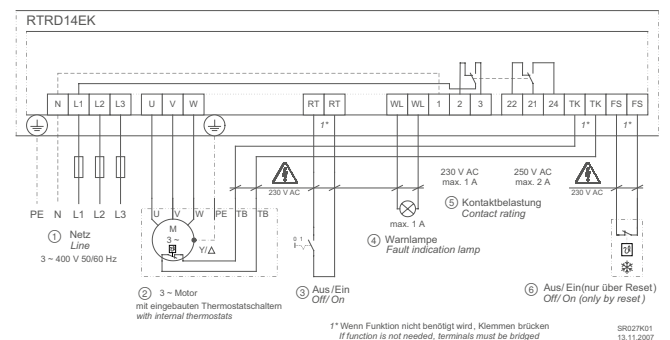 RTRD14EK
N L1 L2 L3 U V W RT RT WL WL 1 2 3 22 21 24 TK TK FS FS
1* 1* 1*
230 V AC
230 V AC
max. 1 A
250 V AC
max. 2 A
230 V AC
PE N L1 L2 L3
U V W PE TB TB
M
3 ~
Y/Δ
0 1
max. 1 A
1 Netz
Line
3 ~ 400 V 50/60 Hz
2 3 ~ Motor
mit eingebauten Thermostatschaltern
with internal thermostats
3 Aus/Ein
Off/On
4 Warnlampe
Fault indication lamp
5 Kontaktbelastung
Contact rating
6 Aus/Ein(nur über Reset)
Off/On (only by reset)
1* Wenn Funktion nicht benötigt wird, Klemmen brücken
If function is not needed, terminals must be bridged
SR027K01
13.11.2007